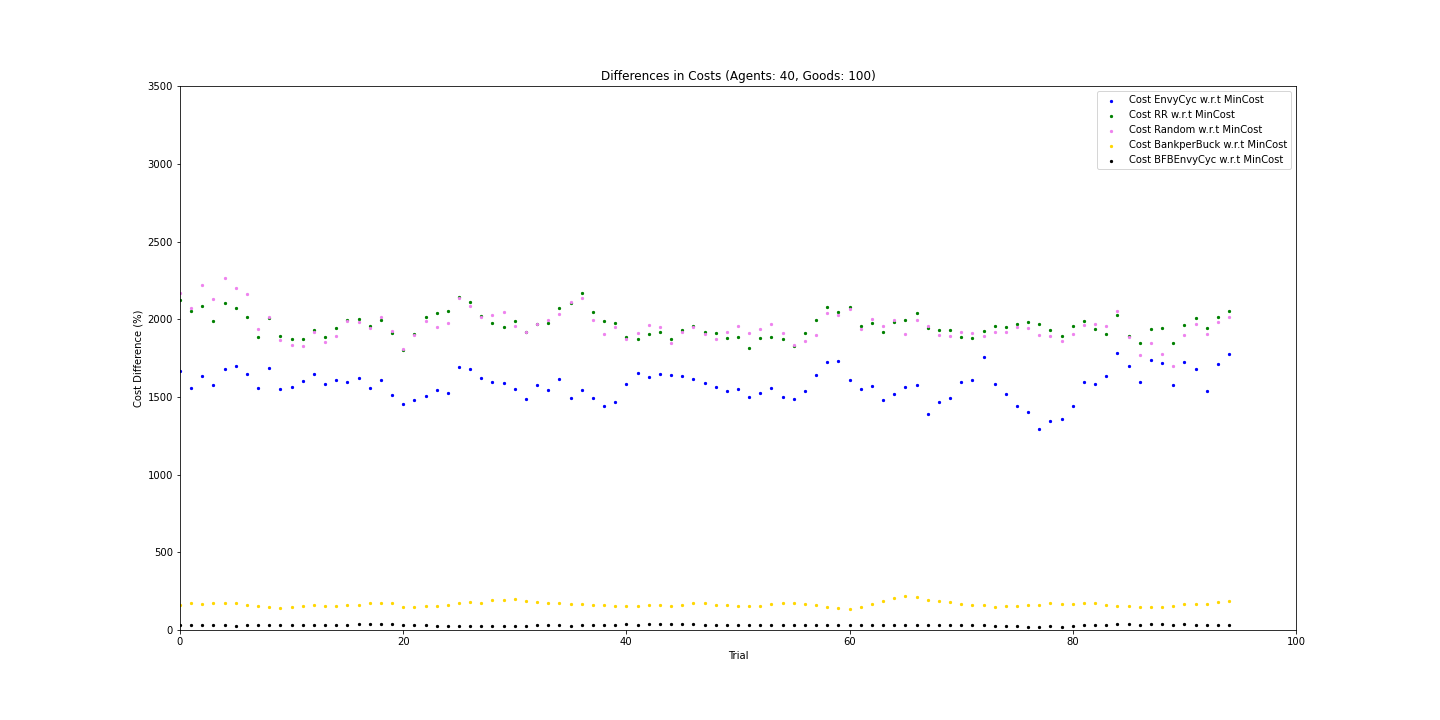 Differences in Costs (Agents: 40, Goods: 100)
3500
3000
2500
2000
1500
1000
500
0
Cost Difference (%)
Cost EnvyCyc w.r.t MinCost
Cost RR w.r.t MinCost
Cost Random w.r.t MinCost
Cost BankperBuck w.r.t MinCost
Cost BFBEnvyCyc w.r.t MinCost
0 20 40 60 80 100
Trial